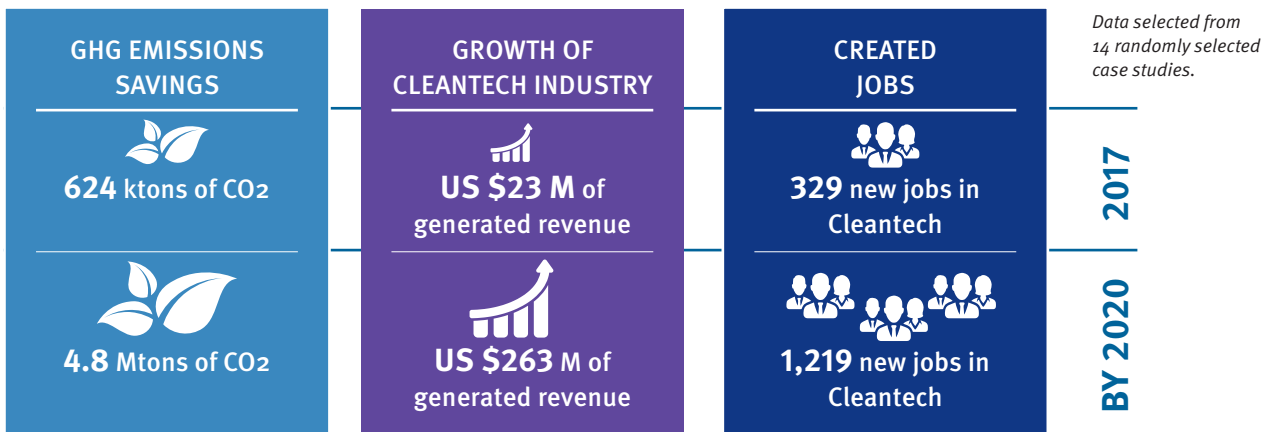 GHG EMISSIONS
SAVINGS
624 ktons of CO2
4.8 Mtons of CO2
GROWTH OF
CLEANTECH INDUSTRY
US $23 M of
generated revenue
US $263 M of
generated revenue
CREATED
JOBS
329 new jobs in
Cleantech
1,219 new jobs in
Cleantech
Data selected from
14 randomly selected
case studies.
2017
BY 2020